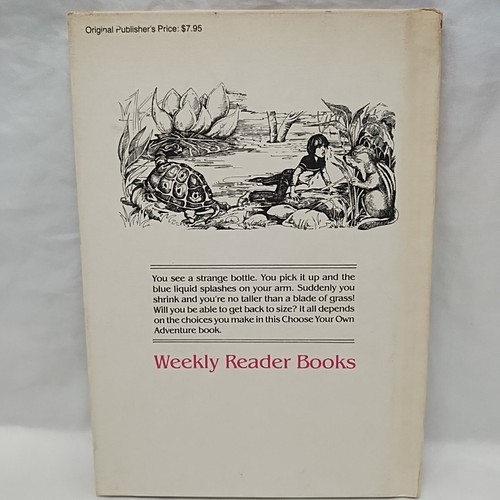 Original Publisher's Price: $7.95
You see a strange bottle. You pick it up and the
blue liquid splashes on your arm. Suddenly you
shrink and you're no taller than a blade of grass!
Will you be able to get back to size? It all depends
on the choices you make in this Choose Your Own
Adventure book.
Weekly Reader Books